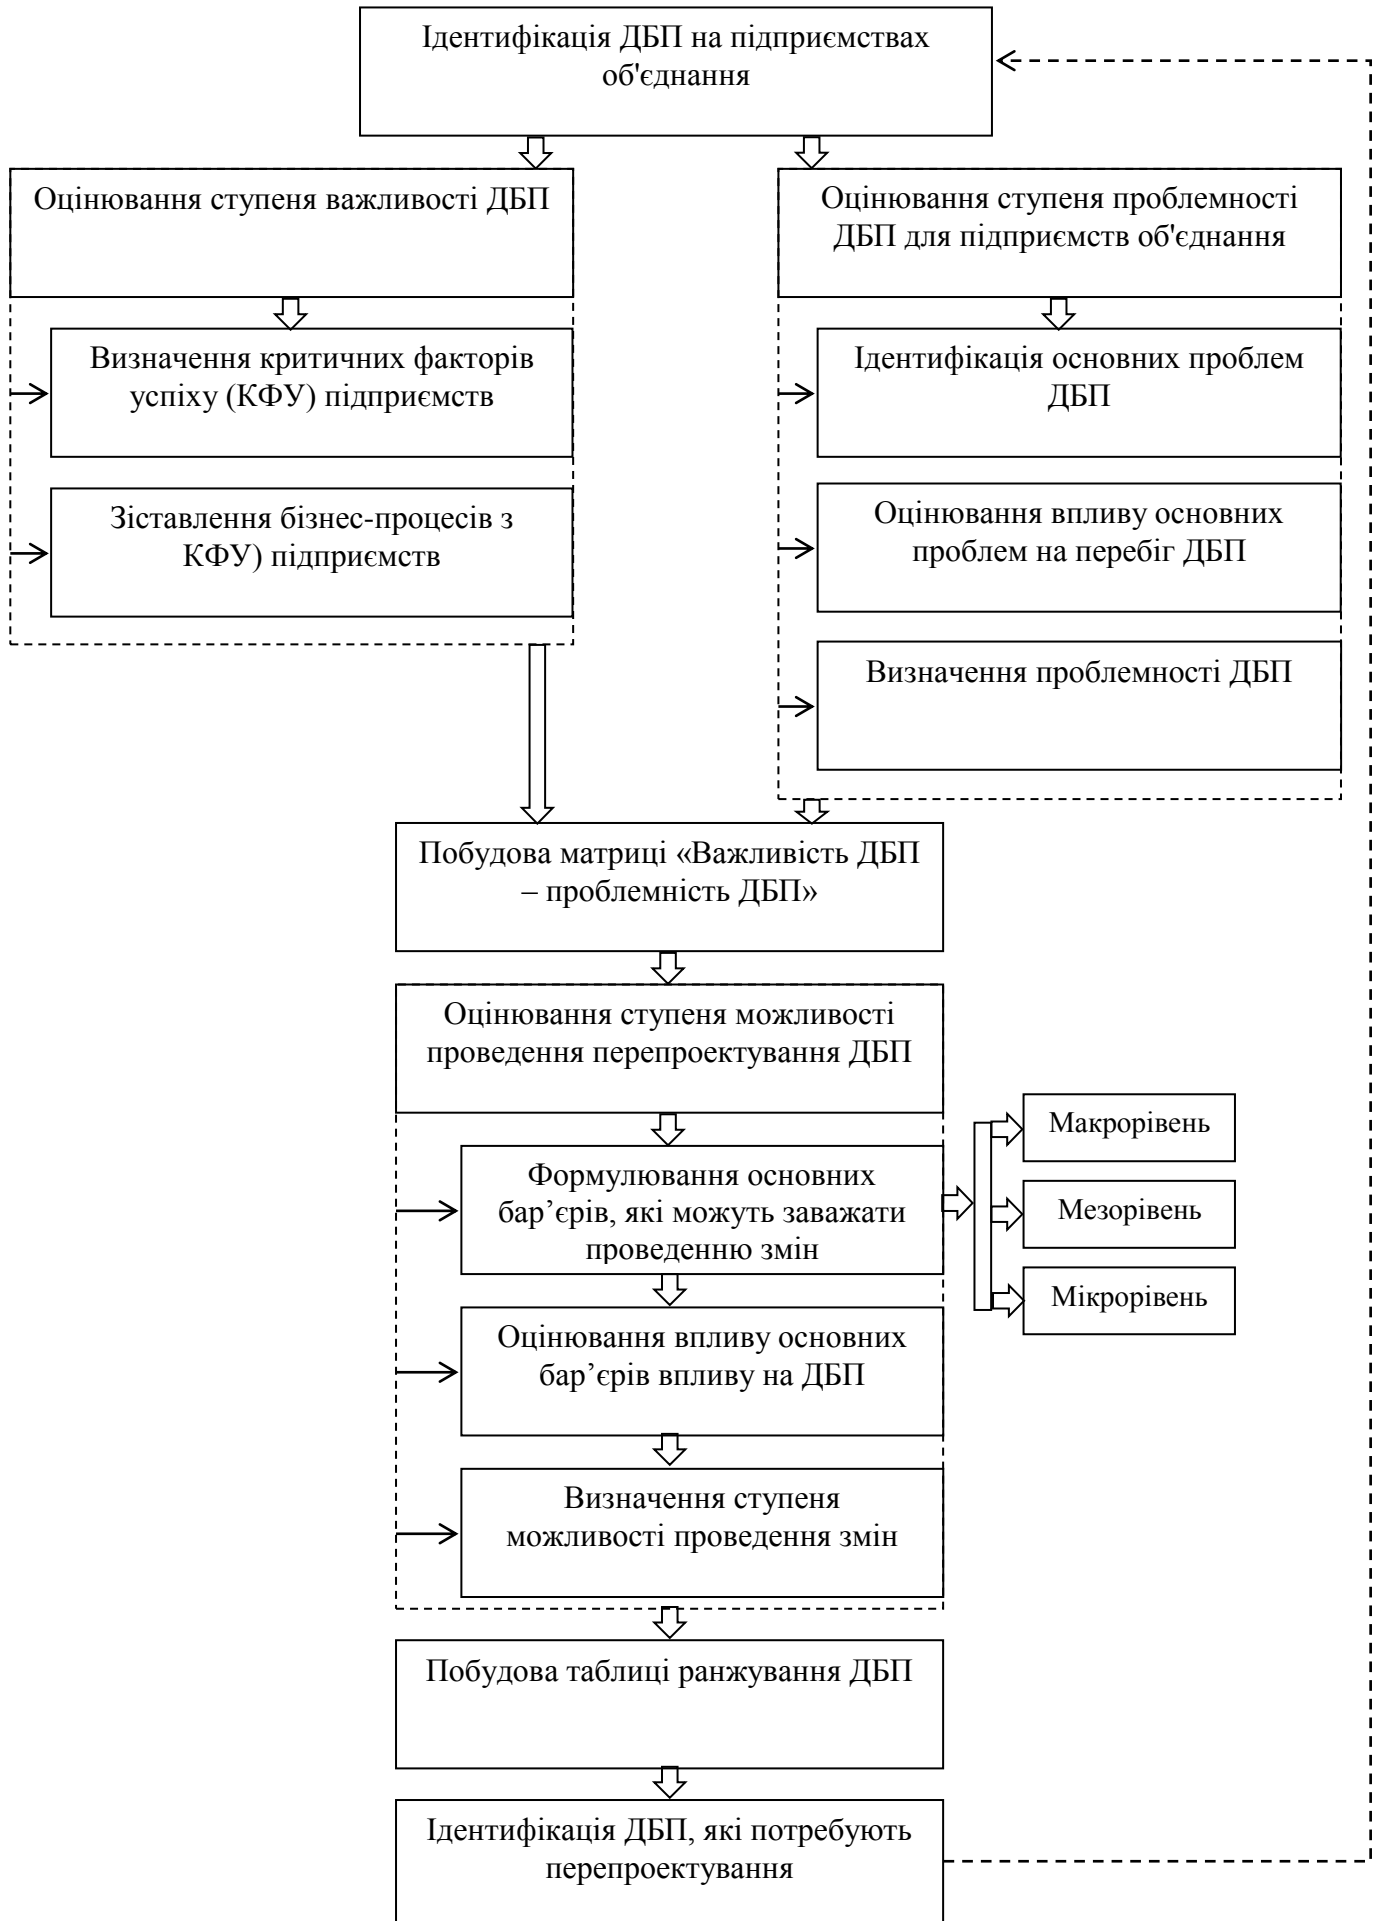 Ідентифікація ДБП на підприємствах
об'єднання
Оцінювання ступеня важливості ДБП
Оцінювання ступеня проблемності
ДБП для підприємств об'єднання
Визначення критичних факторів
успіху (КФУ) підприємств
Ідентифікація основних проблем
ДБП
Зіставлення бізнес-процесів з
КФУ) підприємств
Оцінювання впливу основних
проблем на перебіг ДБП
Визначення проблемності ДБП
Побудова матриці «Важливість ДБП
– проблемність ДБП»
Оцінювання ступеня можливості
проведення перепроектування ДБП
Формулювання основних
бар’єрів, які можуть заважати
проведенню змін
Макрорівень
Мезорівень
Мікрорівень
Оцінювання впливу основних
бар’єрів впливу на ДБП
Визначення ступеня
можливості проведення змін
Побудова таблиці ранжування ДБП
Ідентифікація ДБП, які потребують
перепроектування